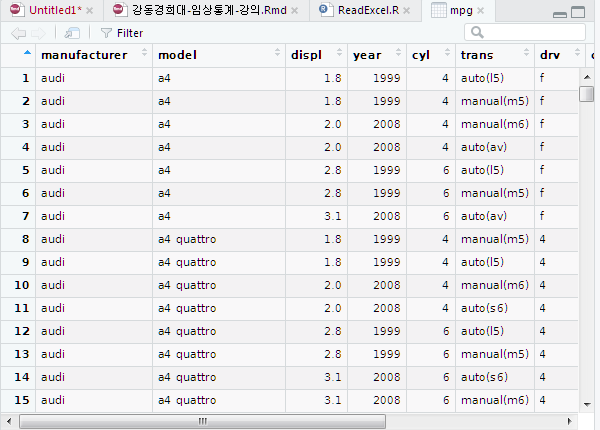 Untitled1* 강동경희대-임상통계-강의.Rmd ReadExcel.R mpg
Filter
manufacturer model displ year cyl trans drv
1 audi a4 1.8 1999 4 auto(l5) f
2 audi a4 1.8 1999 4 manual(m5) f
3 audi a4 2.0 2008 4 manual(m6) f
4 audi a4 2.0 2008 4 auto(av) f
5 audi a4 2.8 1999 6 auto(l5) f
6 audi a4 2.8 1999 6 manual(m5) f
7 audi a4 3.1 2008 6 auto(av) f
8 audi a4 quattro 1.8 1999 4 manual(m5) 4
9 audi a4 quattro 1.8 1999 4 auto(l5) 4
10 audi a4 quattro 2.0 2008 4 manual(m6) 4
11 audi a4 quattro 2.0 2008 4 auto(s6) 4
12 audi a4 quattro 2.8 1999 6 auto(l5) 4
13 audi a4 quattro 2.8 1999 6 manual(m5) 4
14 audi a4 quattro 3.1 2008 6 auto(s6) 4
15 audi a4 quattro 3.1 2008 6 manual(m6) 4